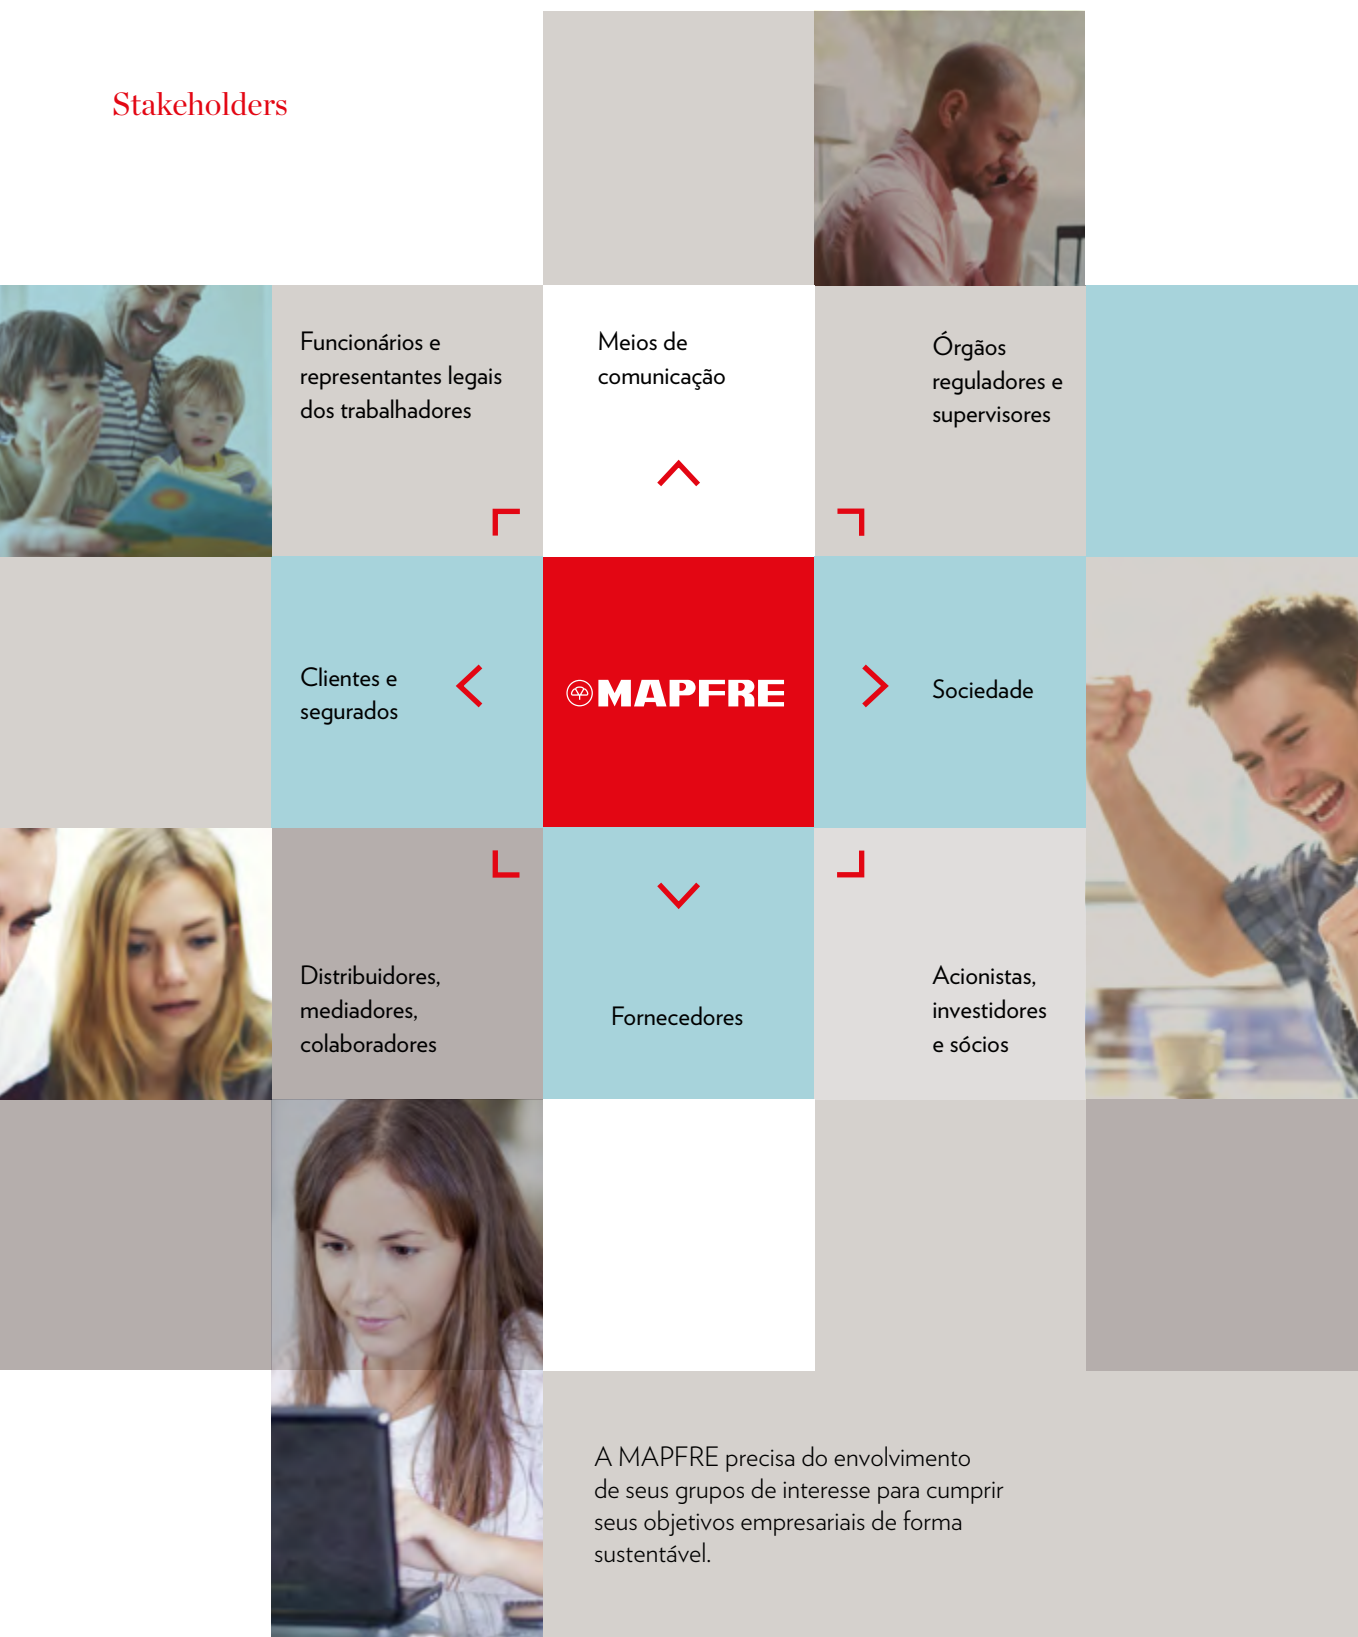 Stakeholders
Funcionários e
representantes legais
dos trabalhadores
Meios de
comunicação
Órgãos
reguladores e
supervisores
Clientes e
segurados
MAPFRE
Sociedade
Distribuidores,
mediadores,
colaboradores
Fornecedores
Acionistas,
investidores
e sócios
A MAPFRE precisa do envolvimento
de seus grupos de interesse para cumprir
seus objetivos empresariais de forma
sustentável.